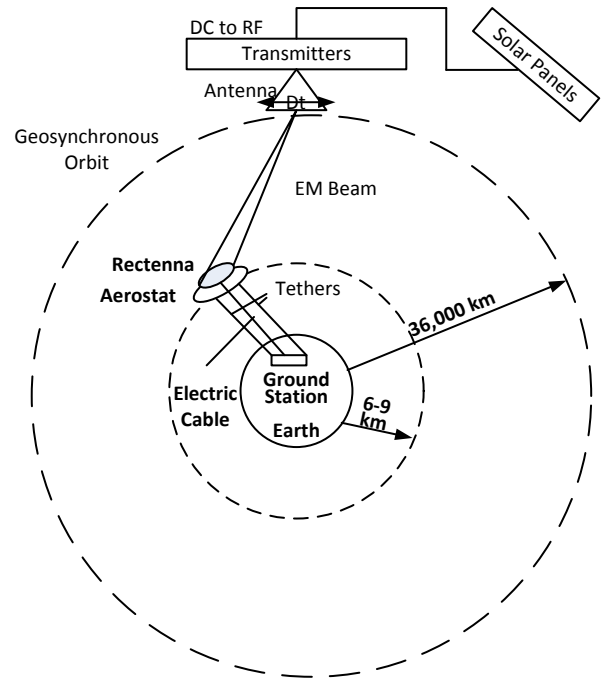 DC to RF
Transmitters
Solar Panels
Antenna
Dt
Geosynchronous
Orbit
EM Beam
Rectenna
Aerostat
Tethers
36,000 km
Electric
Cable
Ground
Station
6-9
km
Earth